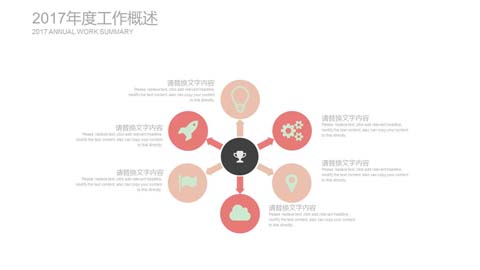 2017年度工作概述
2017 ANNUAL WORK SUMMARY
请替换文字内容
Please replace text, click add relevant headline,
modify the text content, also can copy your content
to this directly.
请替换文字内容
Please replace text, click add relevant headline,
modify the text content, also can copy your content
to this directly.
请替换文字内容
Please replace text, click add relevant headline,
modify the text content, also can copy your content
to this directly.
请替换文字内容
Please replace text, click add relevant headline,
modify the text content, also can copy your content
to this directly.
请替换文字内容
Please replace text, click add relevant headline,
modify the text content, also can copy your content
to this directly.
请替换文字内容
Please replace text, click add relevant headline,
modify the text content, also can copy your content
to this directly.